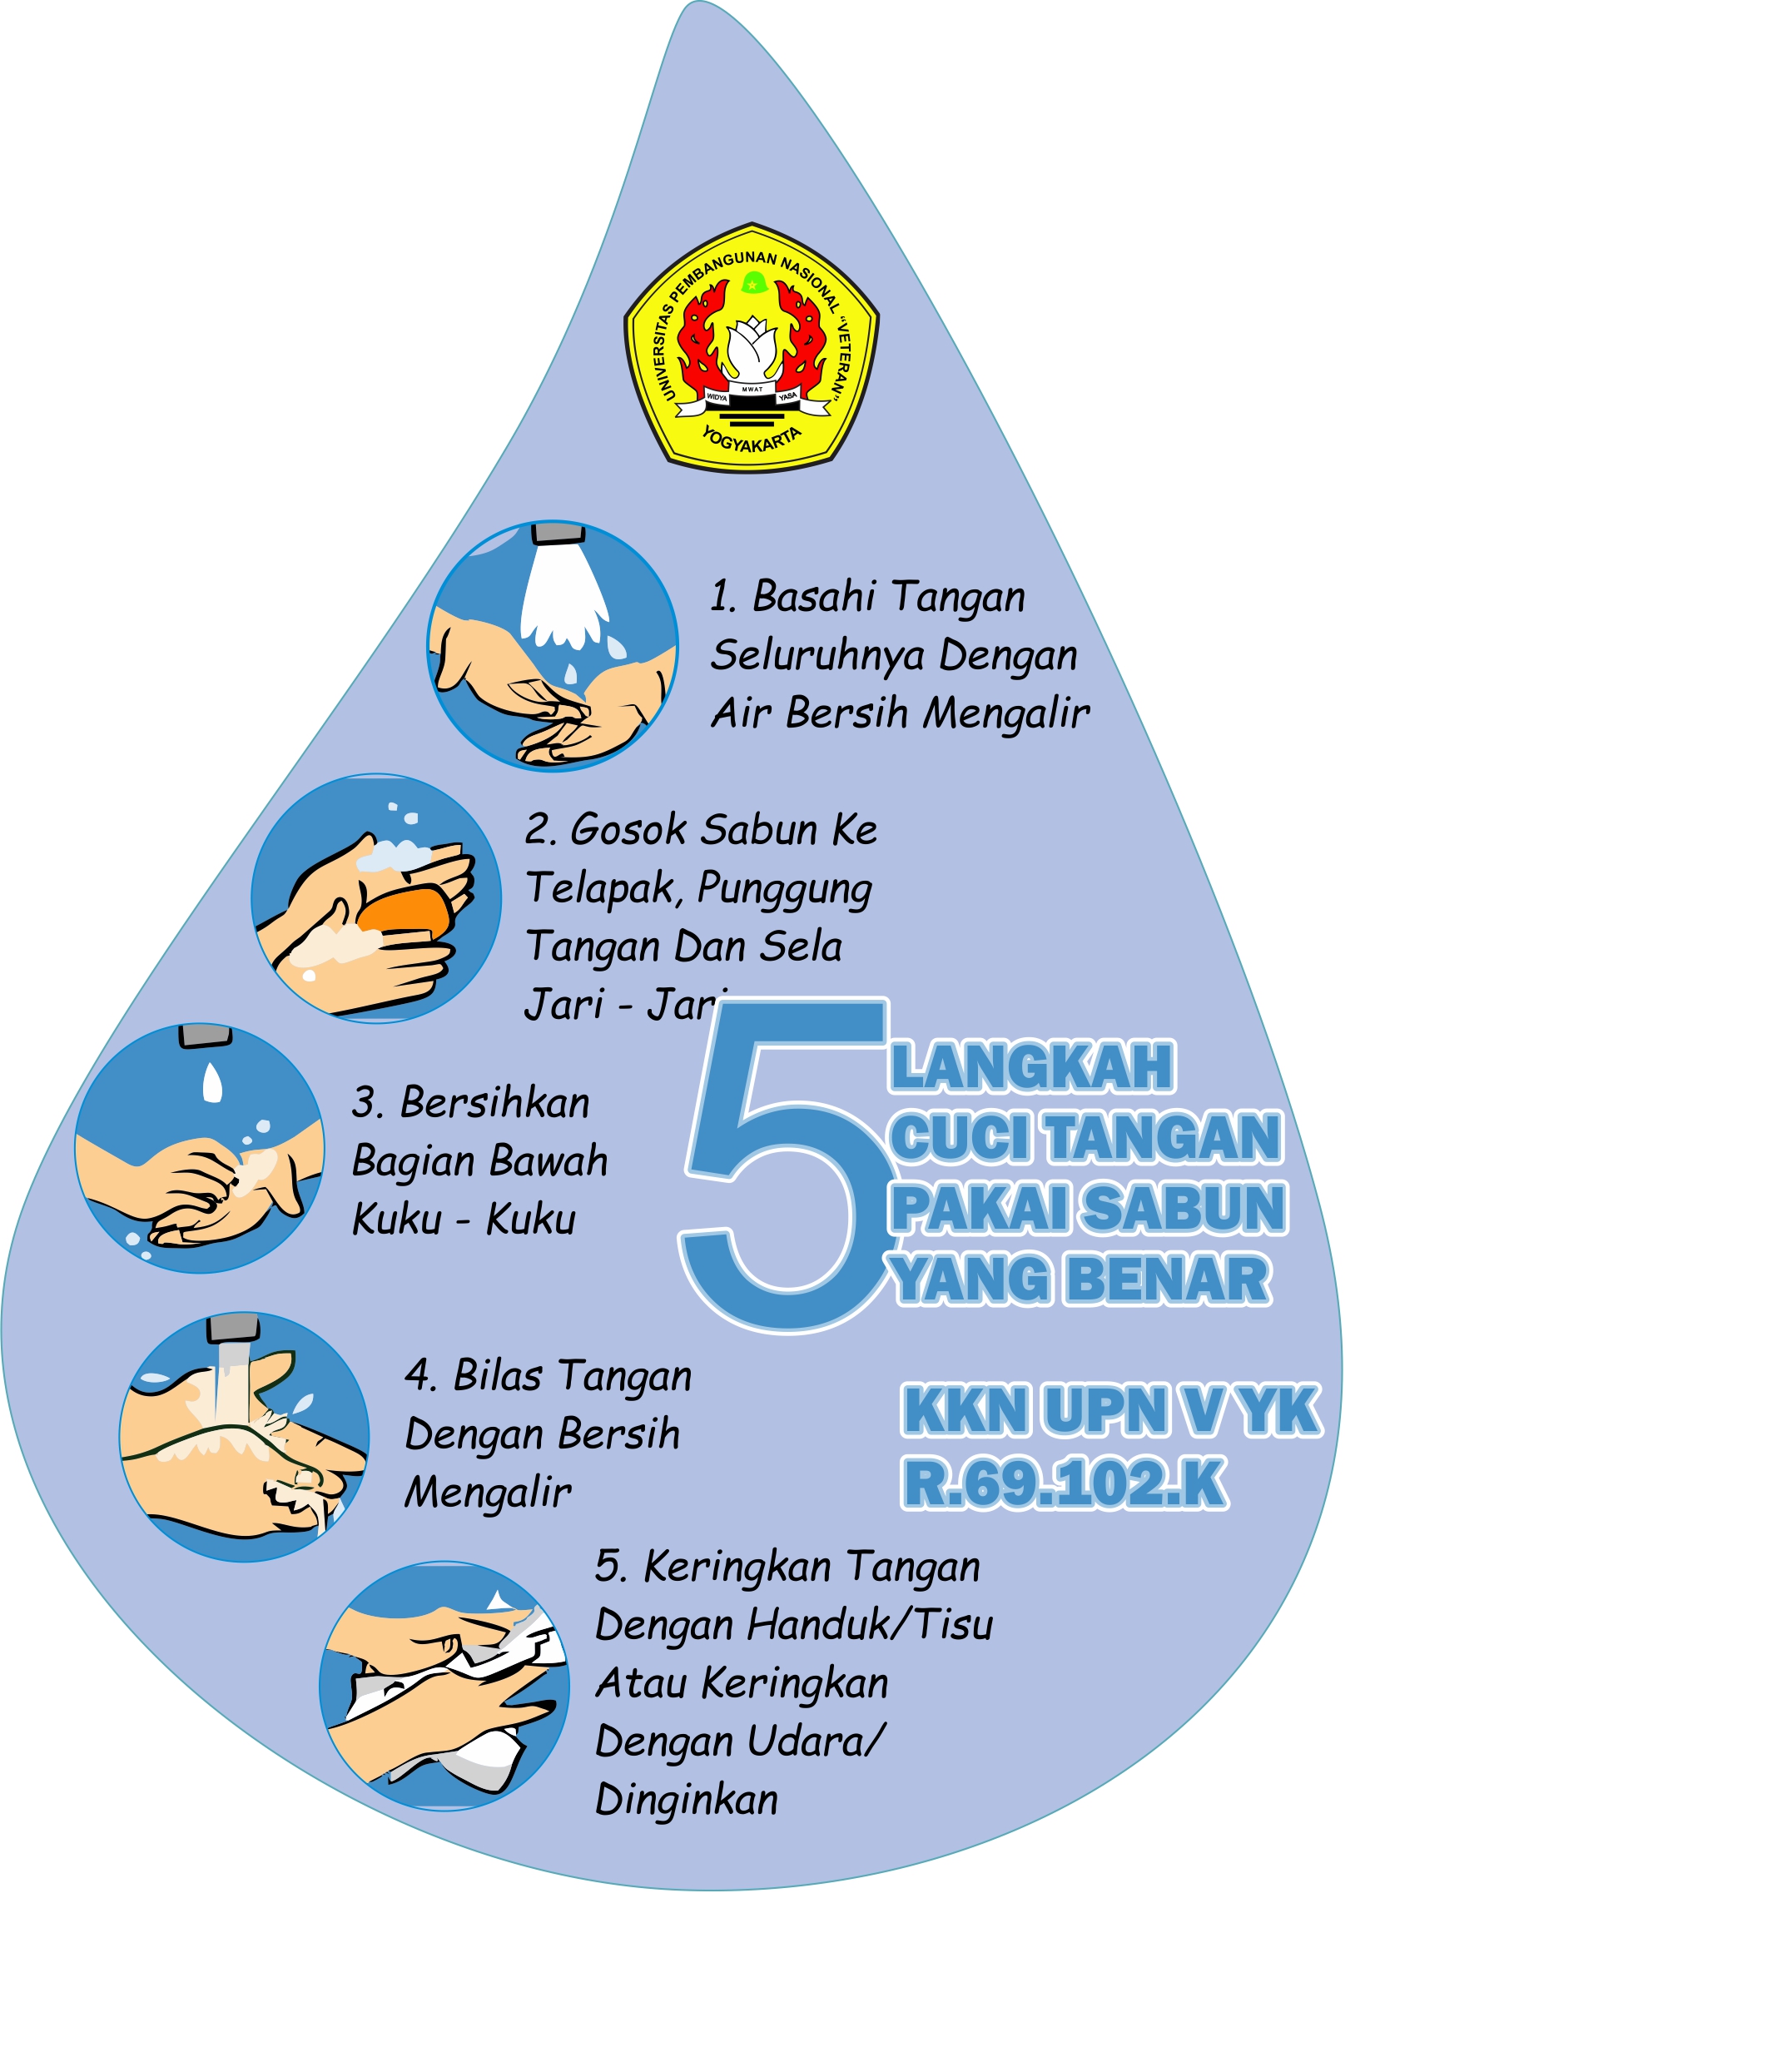 UNIVERSITAS PEMBANGUNAN NASIONAL "VETERAN"
WIDYA MWAT YASA
YOGYAKARTA
1. Basahi Tangan
Seluruhnya Dengan
Air Bersih Mengalir
2. Gosok Sabun Ke
Telapak, Punggung
Tangan Dan Sela
Jari - Jari
3. Bersihkan
Bagian Bawah
Kuku - Kuku
5 LANGKAH
CUCI TANGAN
PAKAI SABUN
YANG BENAR
4. Bilas Tangan
Dengan Bersih
Mengalir
KKN UPN V YK
R.69.102.K
5. Keringkan Tangan
Dengan Handuk/Tisu
Atau Keringkan
Dengan Udara/
Dinginkan